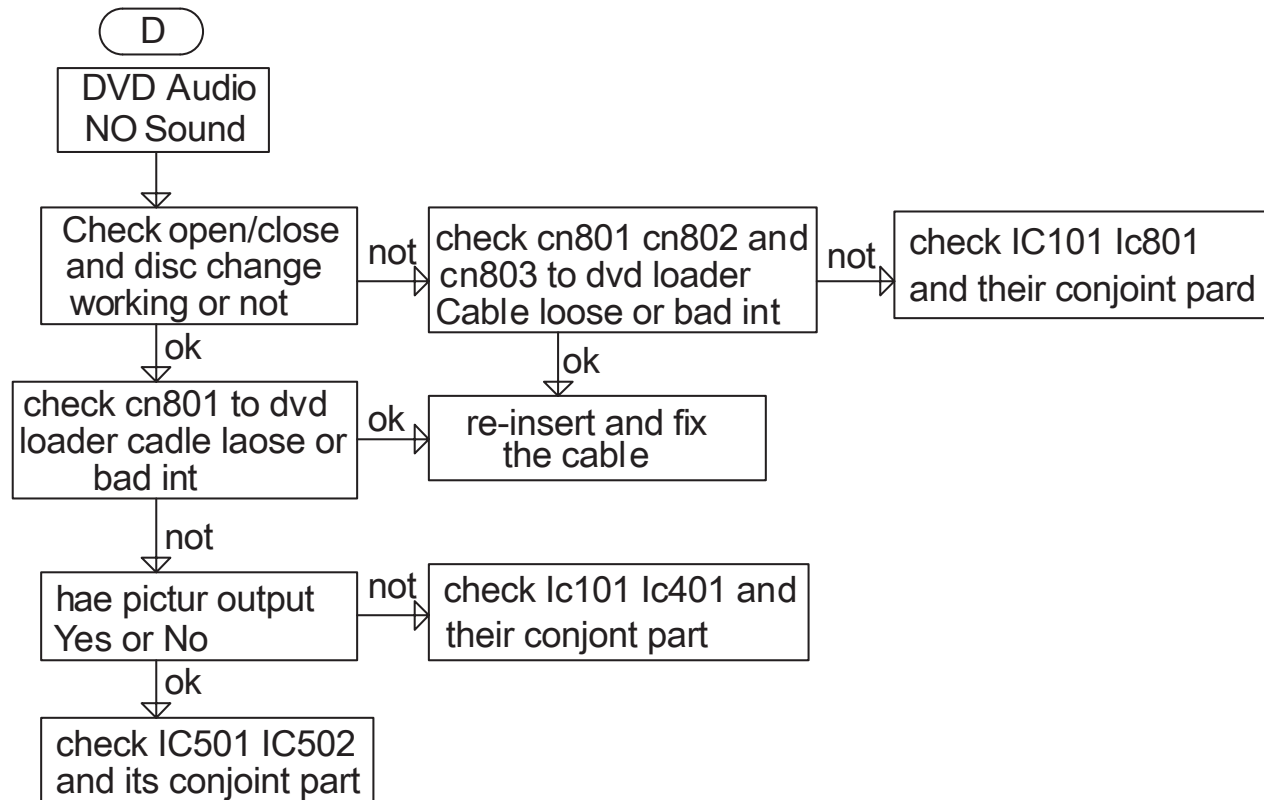 D
DVD Audio
NO Sound
Check open/close
and disc change
working or not
not
check cn801 cn802 and
cn803 to dvd loader
Cable loose or bad int
not
check IC101 Ic801
and their conjoint pard
ok
ok
check cn801 to dvd
loader cadle laose or
bad int
ok
re-insert and fix
the cable
not
hae pictur output
Yes or No
not
check Ic101 Ic401 and
their conjont part
ok
check IC501 IC502
and its conjoint part